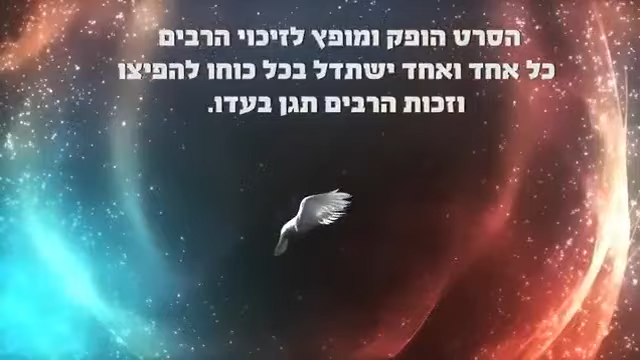 הסרט הופק ומופץ לזיכוי הרבים
כל אחד ואחד ישתדל בכל כוחו להפיצו
וזכות הרבים תגן בעדו.